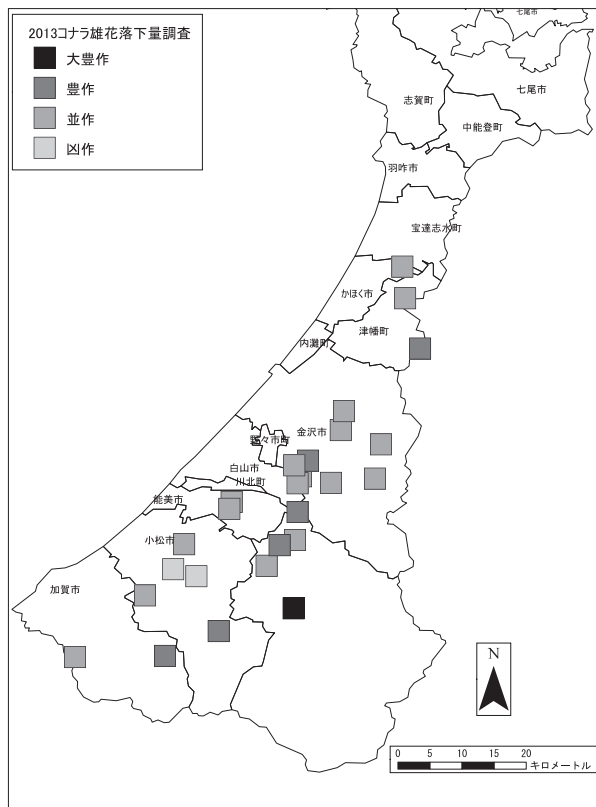 2013コナラ雄花落下量調査
大豊作
豊作
並作
凶作
七尾市
七尾市
志賀町
中能登町
羽咋市
宝達志水町
かほく市
津幡町
内灘町
金沢市
野々市町
白山市
川北町
能美市
小松市
加賀市
N
0 5 10 15 20
キロメートル